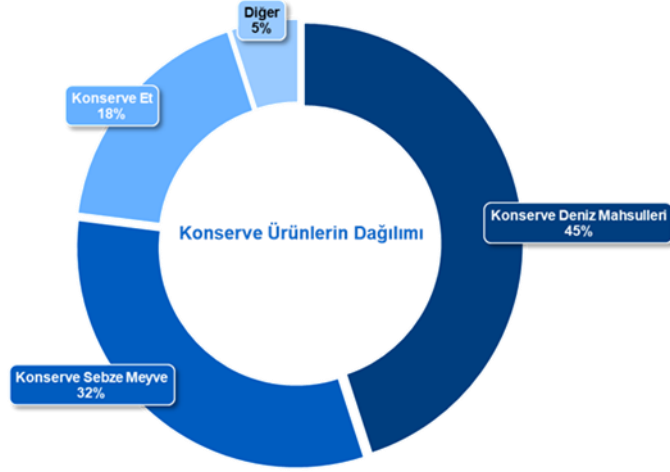 Diğer
5%
Konserve Et
18%
Konserve Ürünlerin Dağılımı
Konserve Deniz Mahsulleri
45%
Konserve Sebze Meyve
32%